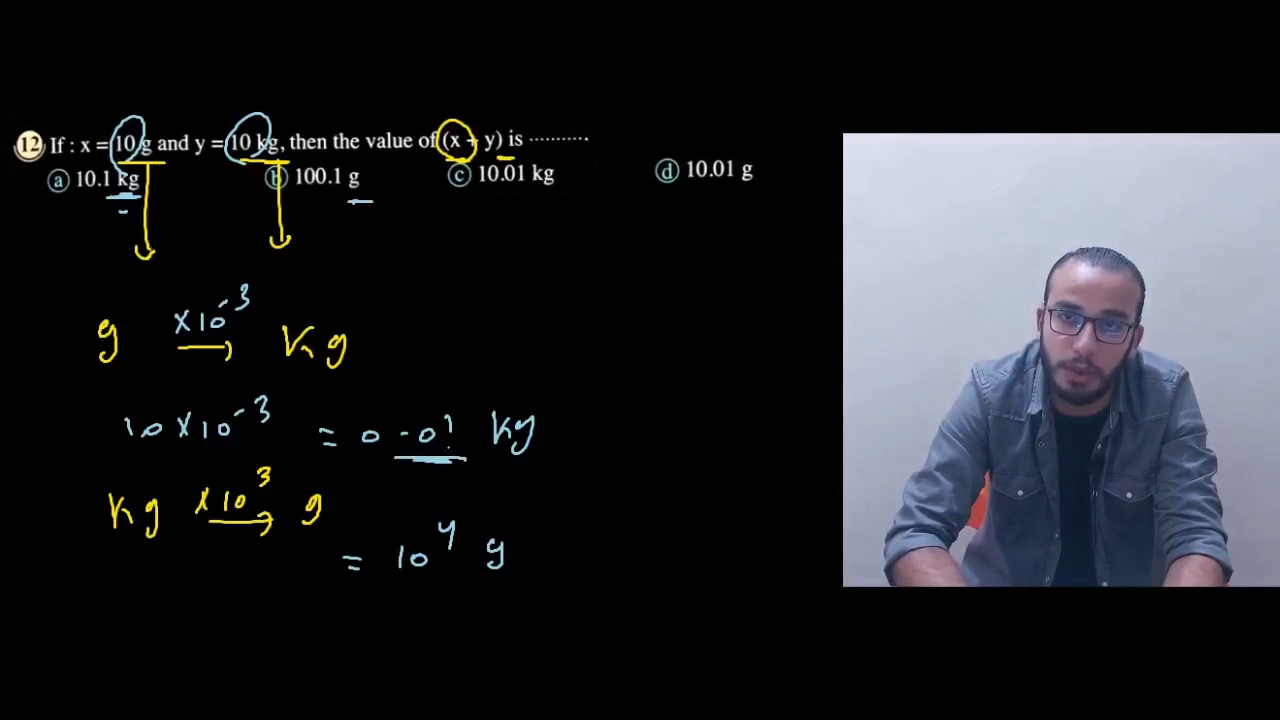 12 If : x = 10 g and y = 10 kg, then the value of (x + y) is ...........
a 10.1 kg b 100.1 g c 10.01 kg d 10.01 g
g ×10⁻³ → Kg
10 × 10⁻³ = 0.01 Kg
Kg ×10³ → g
= 10⁴ g